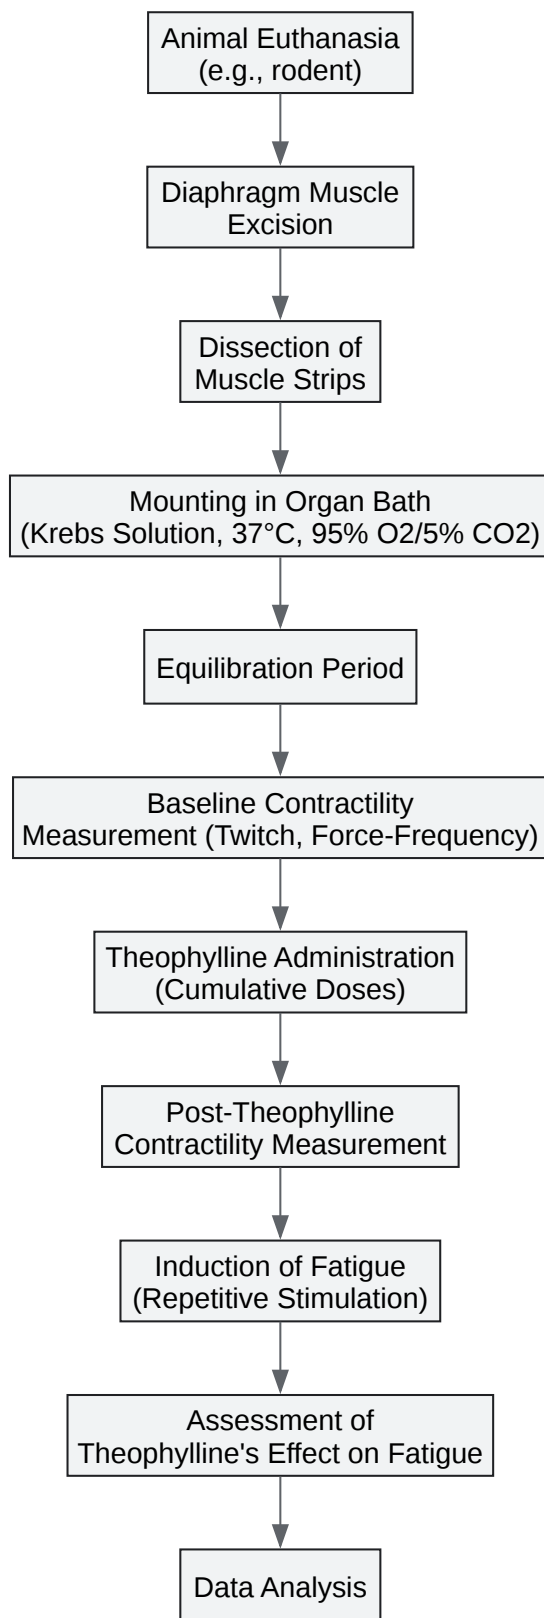 Animal Euthanasia
(e.g., rodent)
Diaphragm Muscle
Excision
Dissection of
Muscle Strips
Mounting in Organ Bath
(Krebs Solution, 37°C, 95% O2/5% CO2)
Equilibration Period
Baseline Contractility
Measurement (Twitch, Force-Frequency)
Theophylline Administration
(Cumulative Doses)
Post-Theophylline
Contractility Measurement
Induction of Fatigue
(Repetitive Stimulation)
Assessment of
Theophylline's Effect on Fatigue
Data Analysis